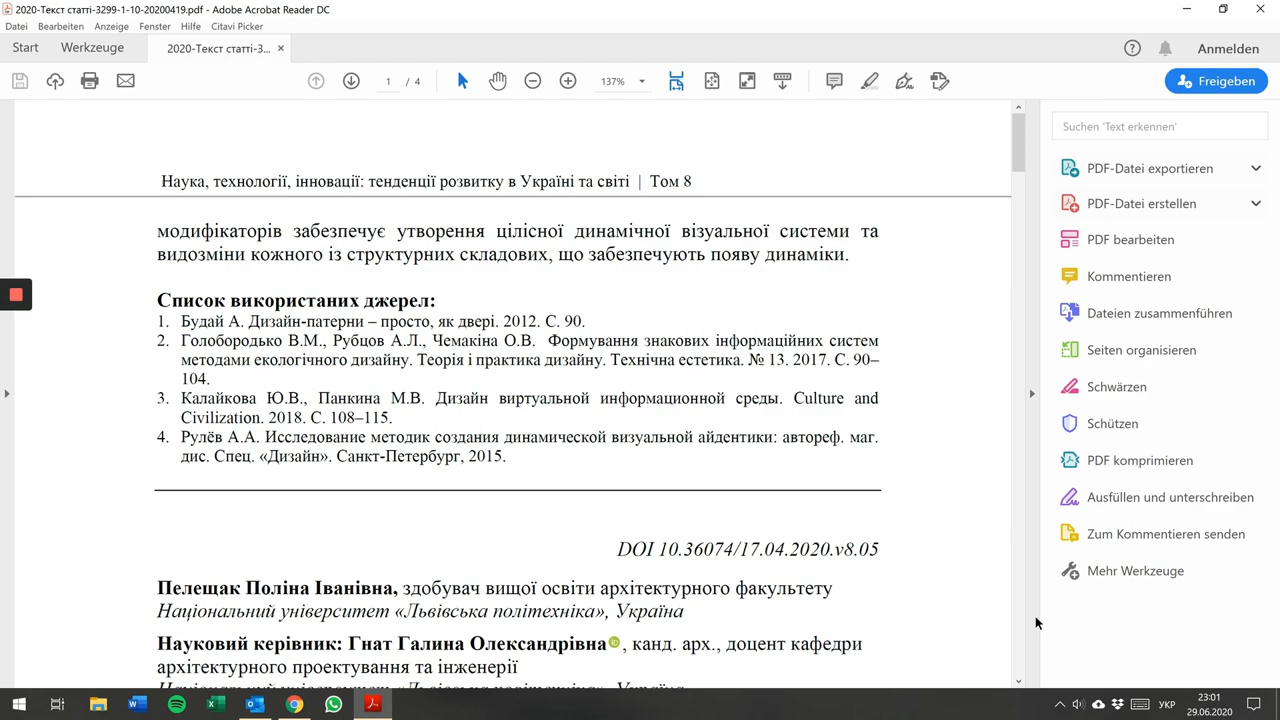 2020-Текст статті-3299-1-10-20200419.pdf - Adobe Acrobat Reader DC
Datei Bearbeiten Anzeige Fenster Hilfe Citavi Picker
Start Werkzeuge 2020-Текст статті-3... × Anmelden
1 / 4 137% Freigeben
Suchen 'Text erkennen'
PDF-Datei exportieren
PDF-Datei erstellen
PDF bearbeiten
Kommentieren
Dateien zusammenführen
Seiten organisieren
Schwärzen
Schützen
PDF komprimieren
Ausfüllen und unterschreiben
Zum Kommentieren senden
Mehr Werkzeuge
Наука, технології, інновації: тенденції розвитку в Україні та світі | Том 8
модифікаторів забезпечує утворення цілісної динамічної візуальної системи та
видозміни кожного із структурних складових, що забезпечують появу динаміки.
Список використаних джерел:
1. Будай А. Дизайн-патерни – просто, як двері. 2012. С. 90.
2. Голобородько В.М., Рубцов А.Л., Чемакіна О.В. Формування знакових інформаційних систем
методами екологічного дизайну. Теорія і практика дизайну. Технічна естетика. № 13. 2017. С. 90–
104.
3. Калайкова Ю.В., Панкина М.В. Дизайн виртуальной информационной среды. Culture and
Civilization. 2018. С. 108–115.
4. Рулёв А.А. Исследование методик создания динамической визуальной айдентики: автореф. маг.
дис. Спец. «Дизайн». Санкт-Петербург, 2015.
DOI 10.36074/17.04.2020.v8.05
Пелещак Поліна Іванівна, здобувач вищої освіти архітектурного факультету
Національний університет «Львівська політехніка», Україна
Науковий керівник: Гнат Галина Олександрівна, канд. арх., доцент кафедри
архітектурного проектування та інженерії
Національний університет «Львівська політехніка», Україна
УКР
23:01
29.06.2020